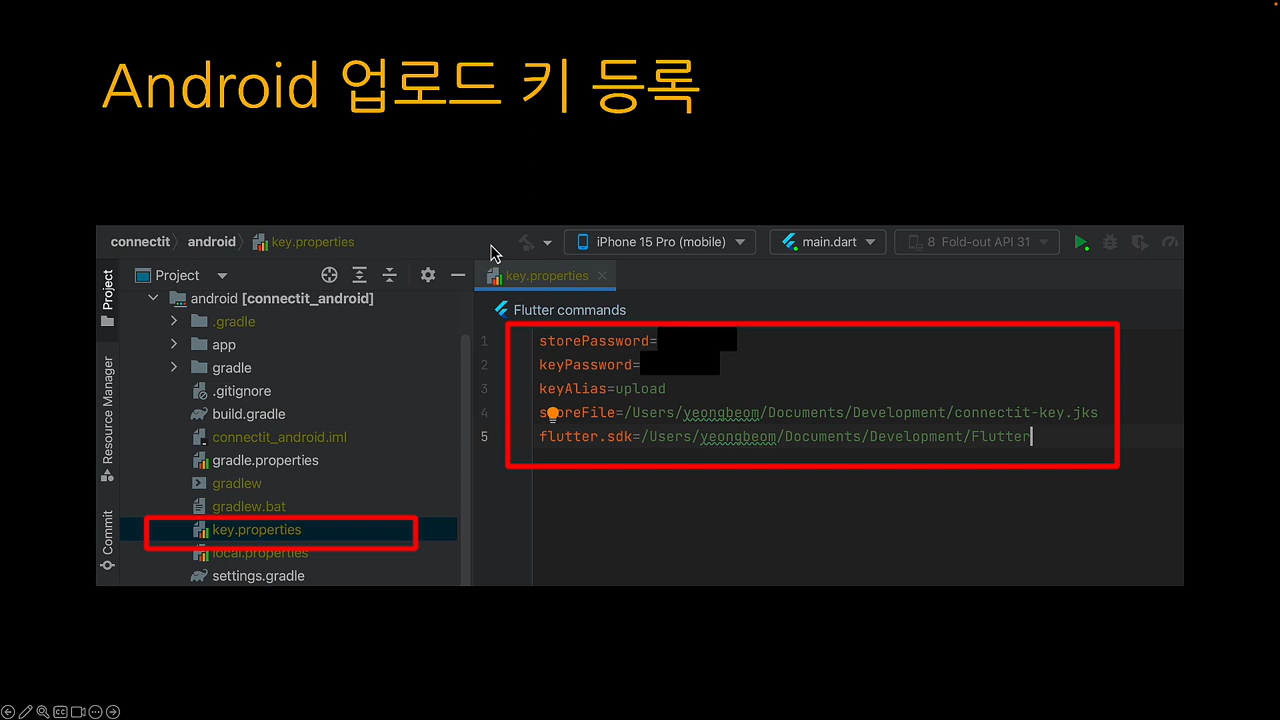 Android 업로드 키 등록
connectit android key.properties
iPhone 15 Pro (mobile) main.dart 8 Fold-out API 31
Project
Project
key.properties
android [connectit_android]
.gradle
app
gradle
.gitignore
build.gradle
connectit_android.iml
gradle.properties
gradlew
gradlew.bat
key.properties
local.properties
settings.gradle
Resource Manager
Commit
Flutter commands
1 storePassword=
2 keyPassword=
3 keyAlias=upload
4 storeFile=/Users/yeongbeom/Documents/Development/connectit-key.jks
5 flutter.sdk=/Users/yeongbeom/Documents/Development/Flutter
CC